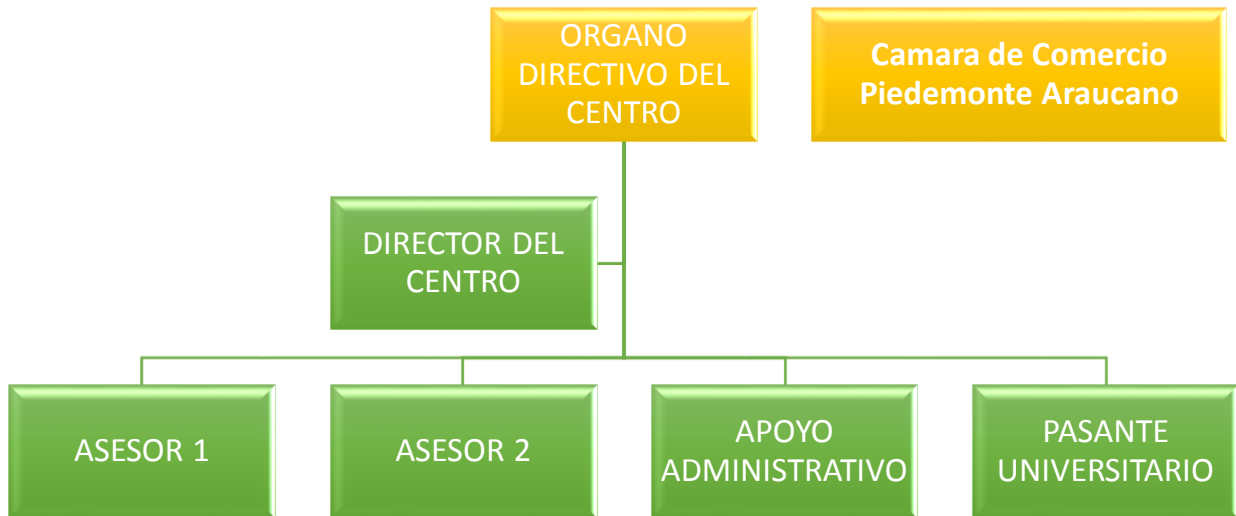 ORGANO
DIRECTIVO DEL
CENTRO
Camara de Comercio
Piedemonte Araucano
DIRECTOR DEL
CENTRO
ASESOR 1
ASESOR 2
APOYO
ADMINISTRATIVO
PASANTE
UNIVERSITARIO